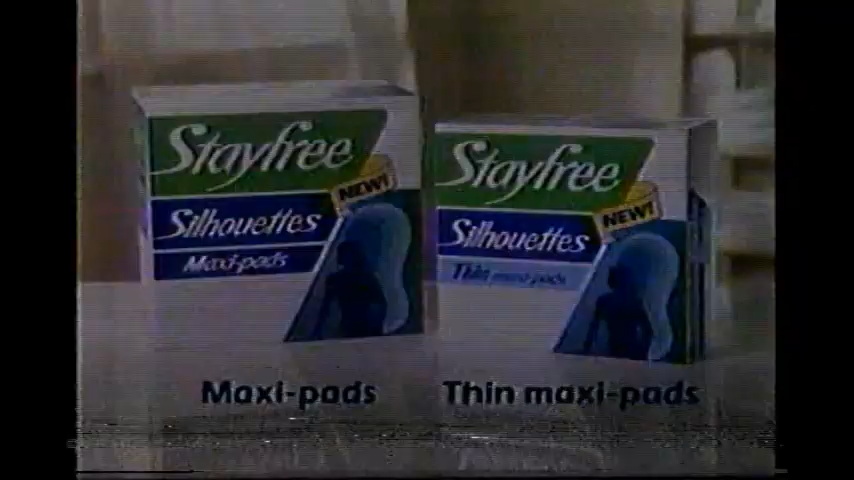 Stayfree
NEW!
Silhouettes
Maxi-pads
Stayfree
NEW!
Silhouettes
Thin maxi-pads
Maxi-pads
Thin maxi-pads